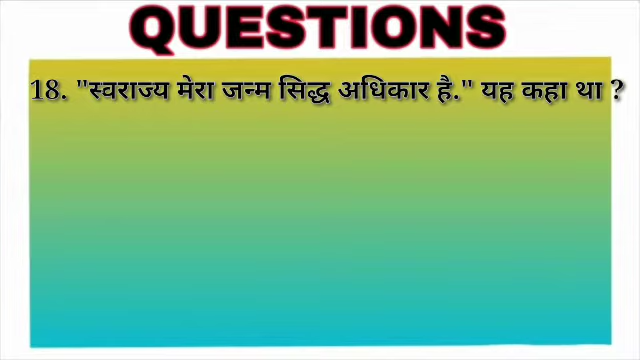 QUESTIONS
18. "स्वराज्य मेरा जन्म सिद्ध अधिकार है." यह कहा था ?